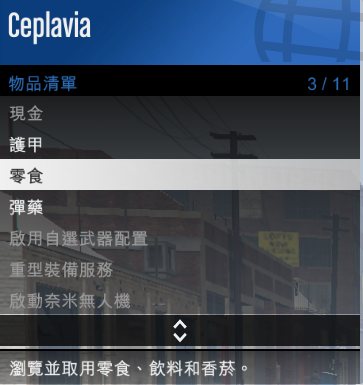 Ceplavia
物品清單 3 / 11
現金
護甲
零食
彈藥
啟用自選武器配置
重型裝備服務
啟動奈米無人機
瀏覽並取用零食、飲料和香菸。